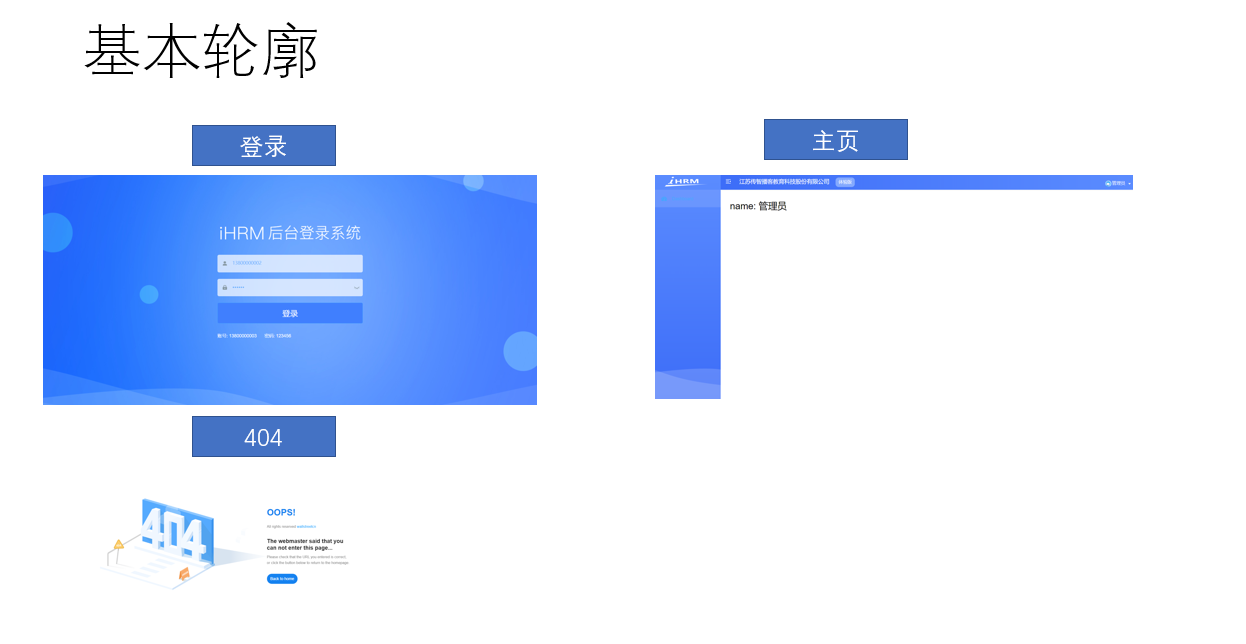 基本轮廓
登录
iHRM 后台登录系统
13800000002
••••••
登录
账号: 13800000003 密码: 123456
404
404
OOPS!
All rights reserved
The webmaster said that you
can not enter this page...
Please check that the URL you entered is correct,
or click the button below to return to the homepage.
Back to home
主页
iHRM
江苏传智播客教育科技股份有限公司
体验版
管理员
name: 管理员